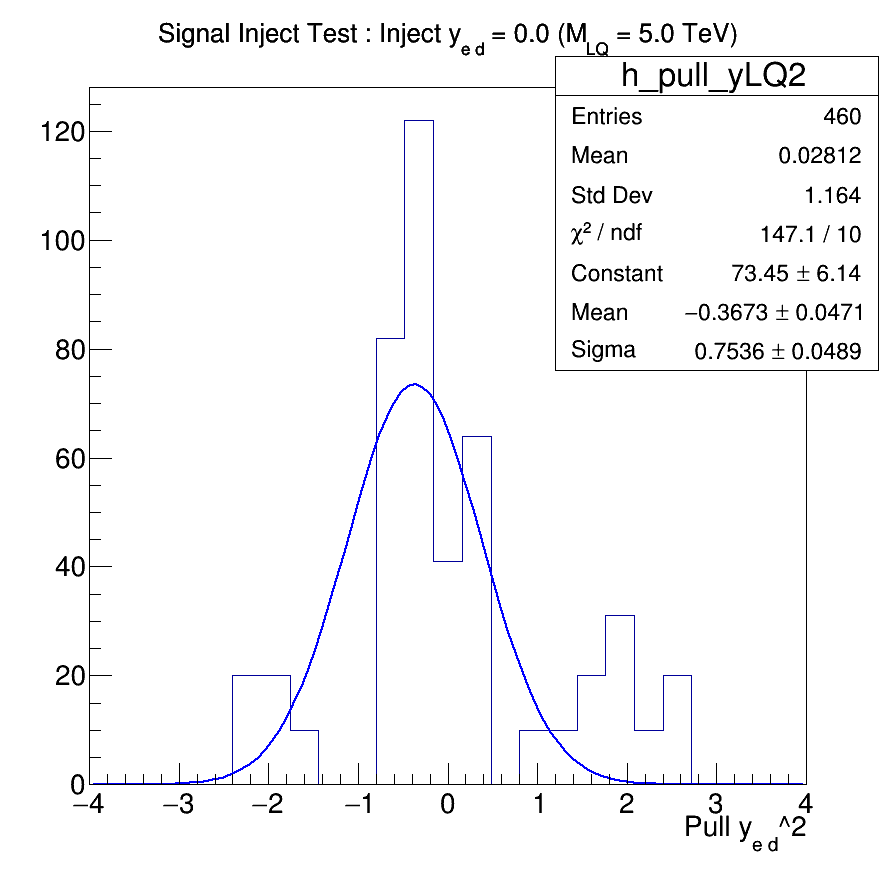 Signal Inject Test : Inject y_{e d} = 0.0 (M_{LQ} = 5.0 TeV)
h_pull_yLQ2
Entries 460
Mean 0.02812
Std Dev 1.164
χ² / ndf 147.1 / 10
Constant 73.45 ± 6.14
Mean −0.3673 ± 0.0471
Sigma 0.7536 ± 0.0489
120
100
80
60
40
20
0
−4 −3 −2 −1 0 1 2 3 4
Pull y_{e d}^2